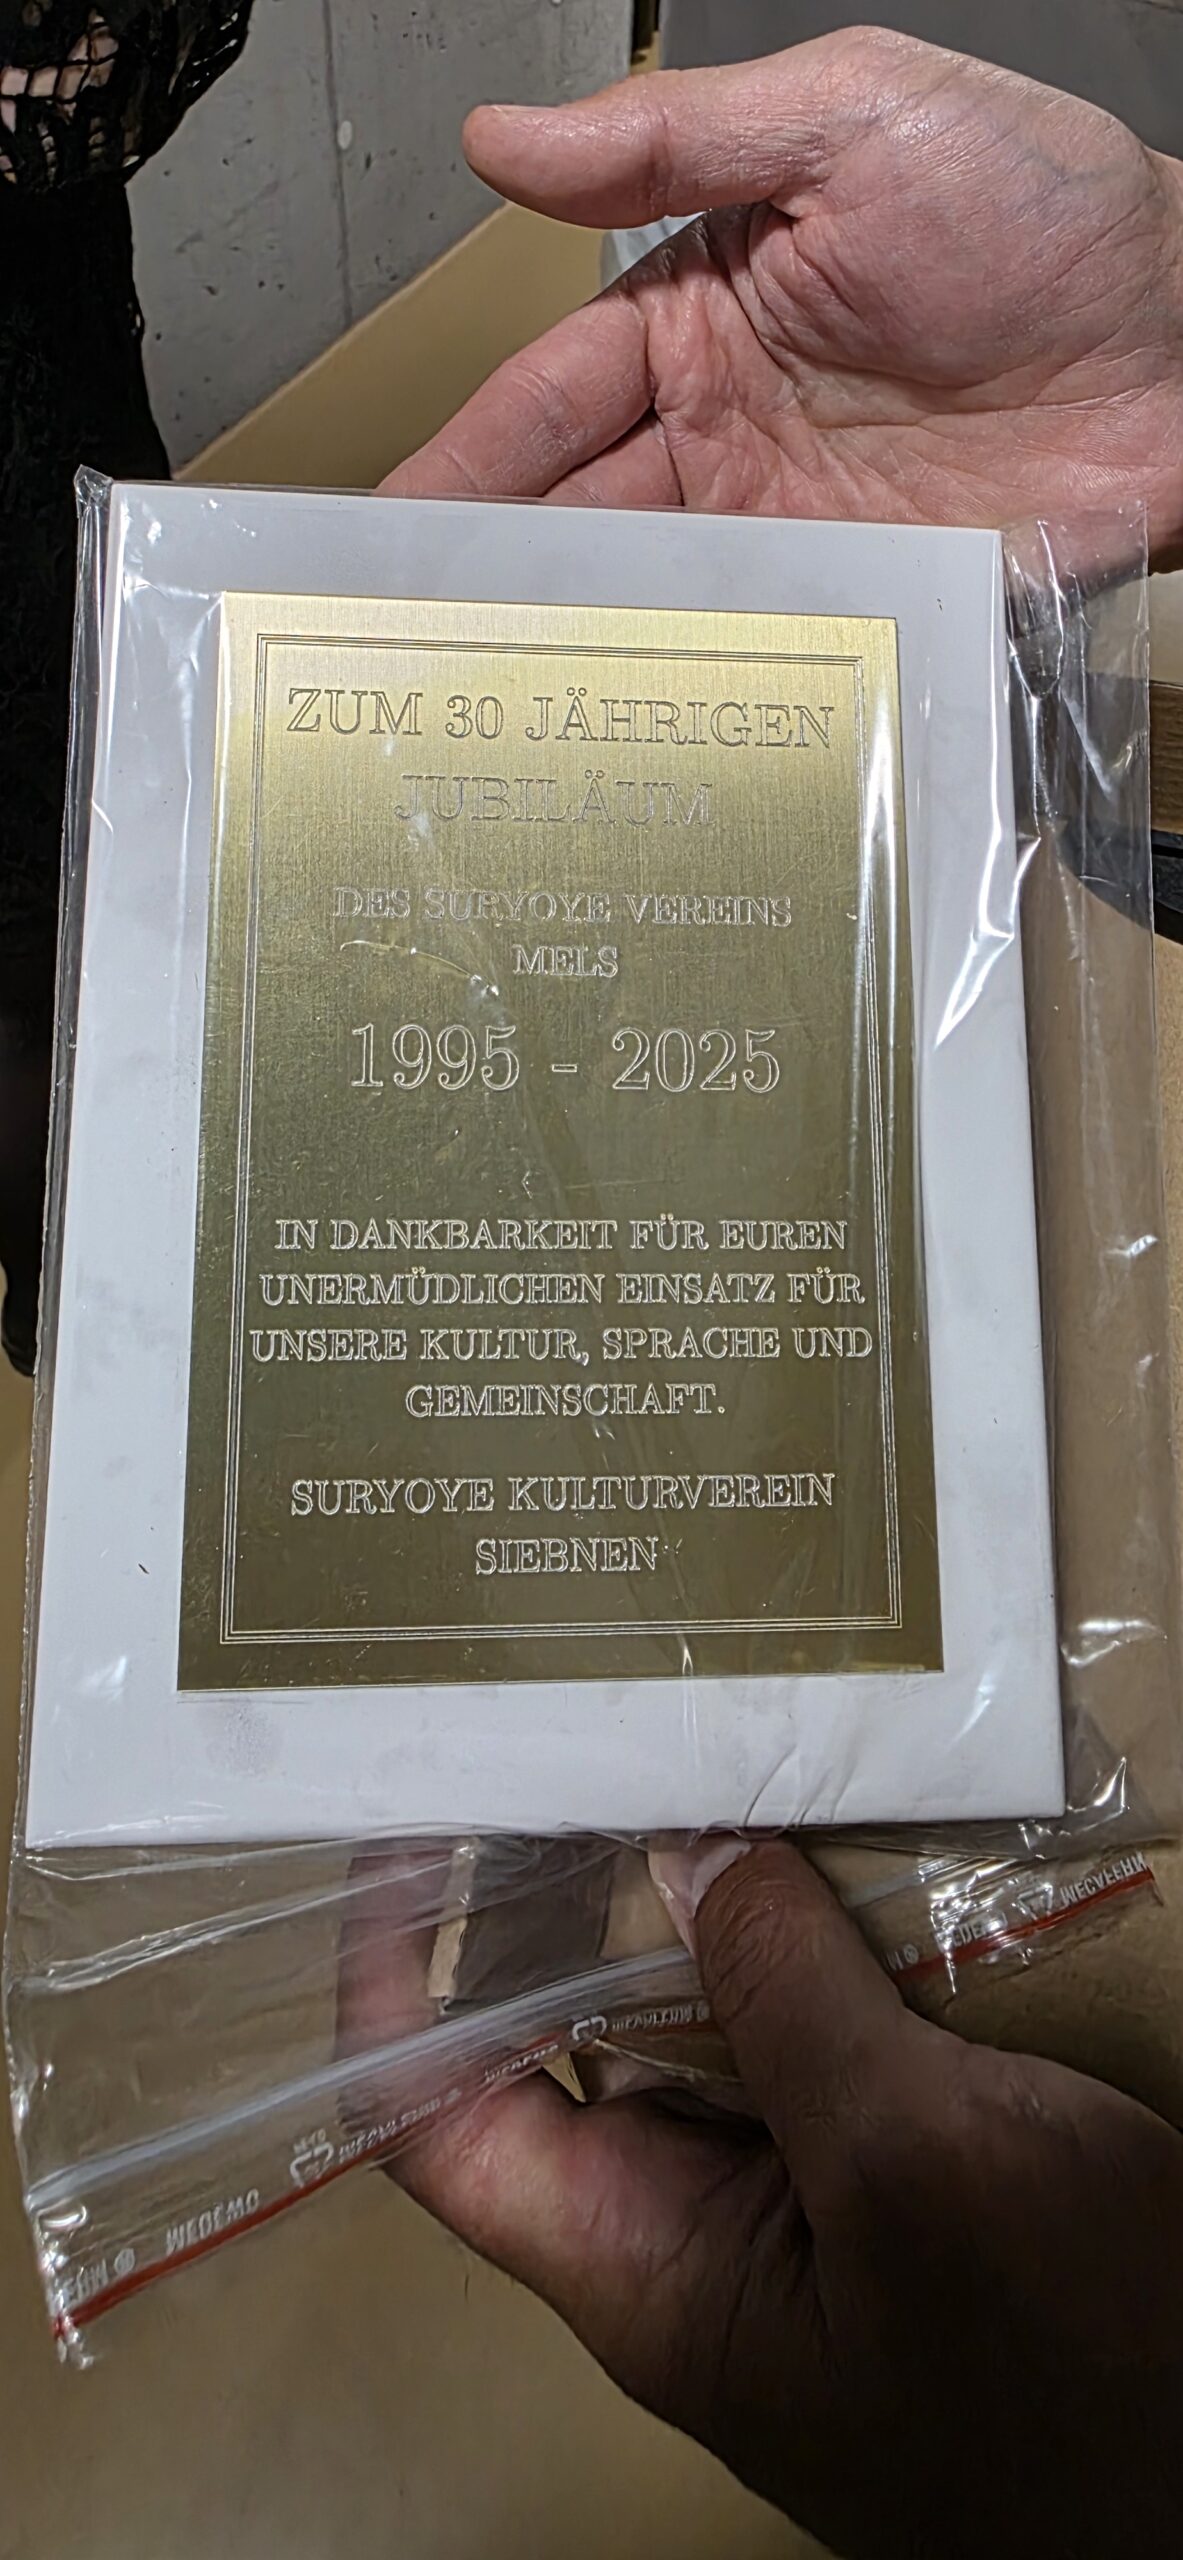 ZUM 30 JÄHRIGEN
JUBILÄUM
DES SURYOYE VEREINS
MELS
1995 - 2025
IN DANKBARKEIT FÜR EUREN
UNERMÜDLICHEN EINSATZ FÜR
UNSERE KULTUR, SPRACHE UND
GEMEINSCHAFT.
SURYOYE KULTURVEREIN
SIEBNEN